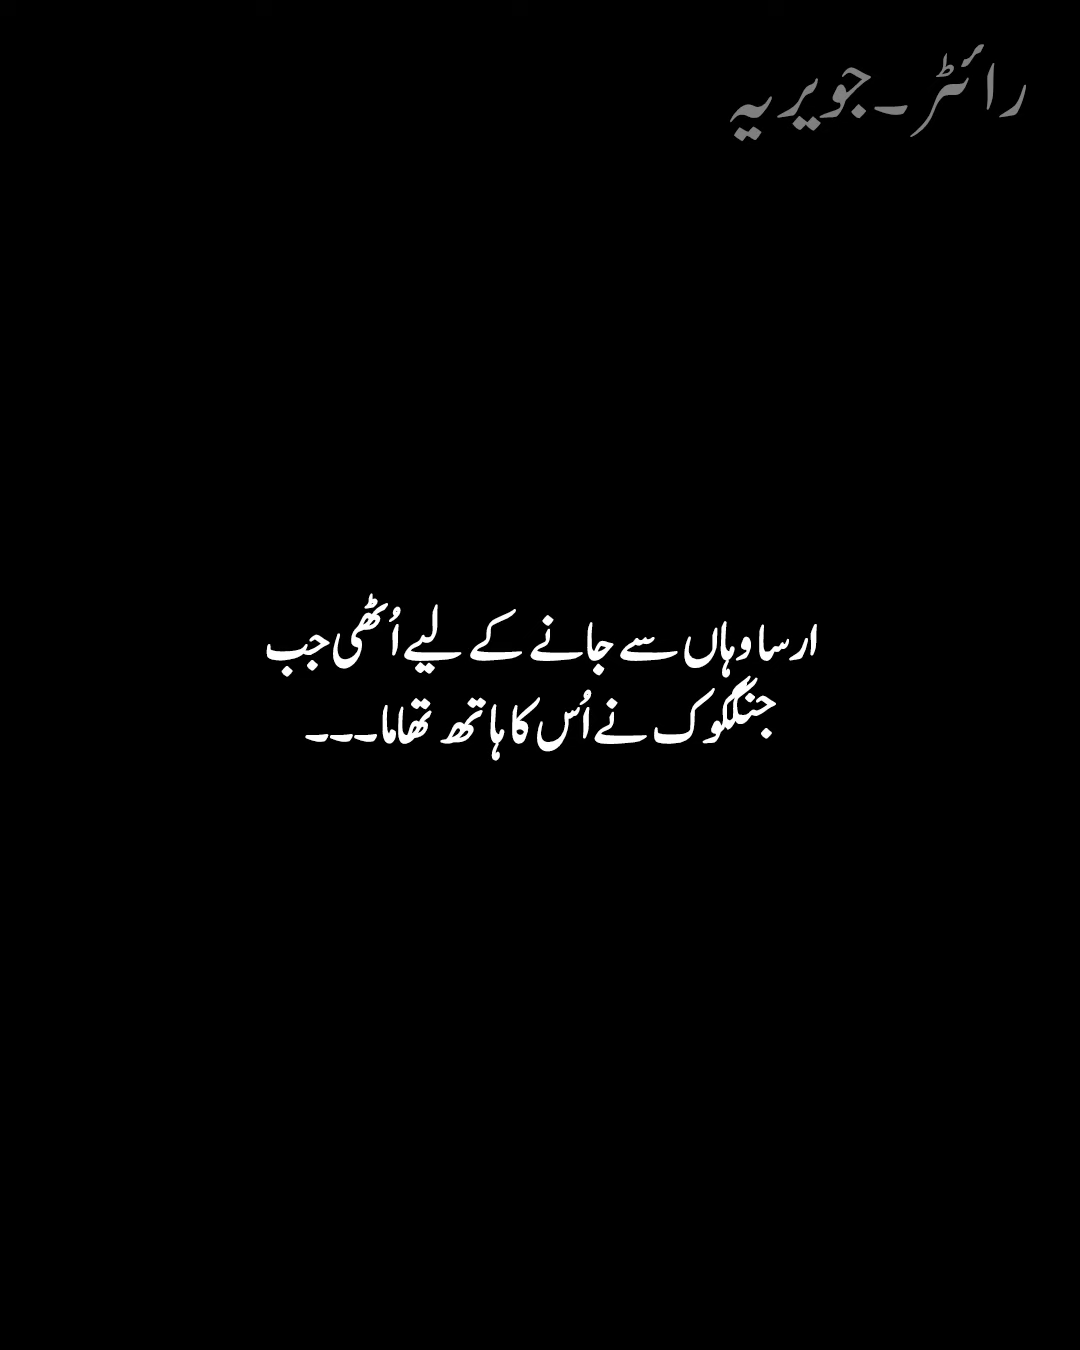 رائٹر۔جویریہ
ارسا وہاں سے جانے کے لیے اُٹھی جب
جنگکوک نے اُس کا ہاتھ تھاما۔۔۔